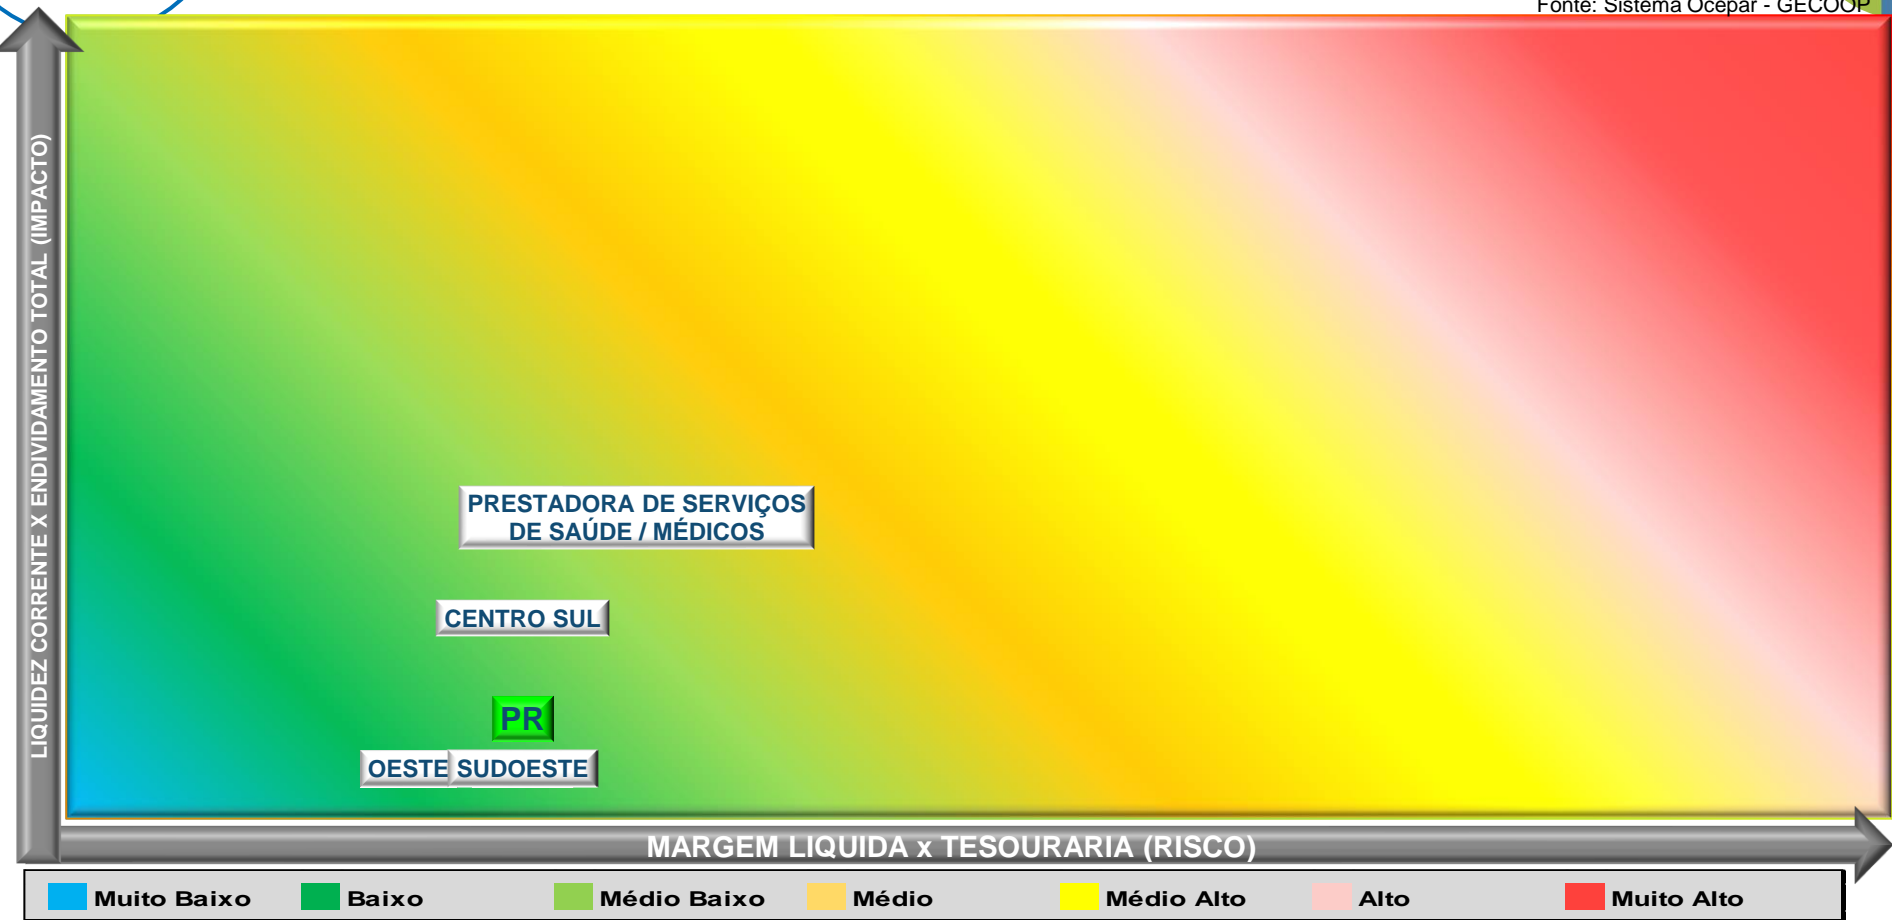 Fonte: Sistema Ocepar - GECOOP
LIQUIDEZ CORRENTE X ENDIVIDAMENTO TOTAL (IMPACTO)
PRESTADORA DE SERVIÇOS
DE SAÚDE / MÉDICOS
CENTRO SUL
PR
OESTE SUDOESTE
MARGEM LIQUIDA x TESOURARIA (RISCO)
Muito Baixo Baixo Médio Baixo Médio Médio Alto Alto Muito Alto